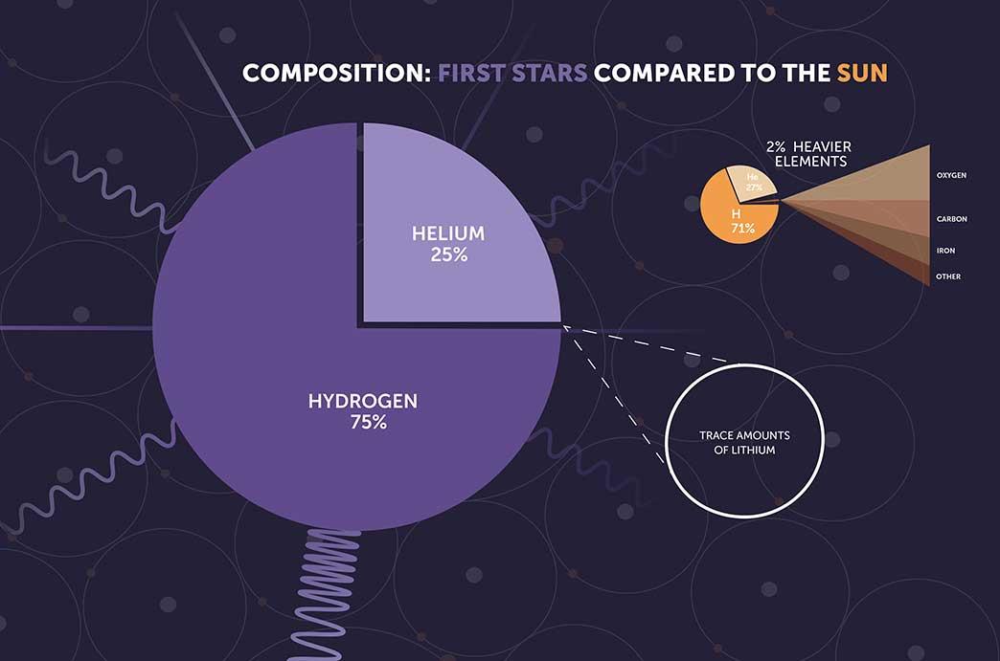 COMPOSITION: FIRST STARS COMPARED TO THE SUN
HELIUM
25%
HYDROGEN
75%
TRACE AMOUNTS
OF LITHIUM
2% HEAVIER
ELEMENTS
He
27%
H
71%
OXYGEN
CARBON
IRON
OTHER